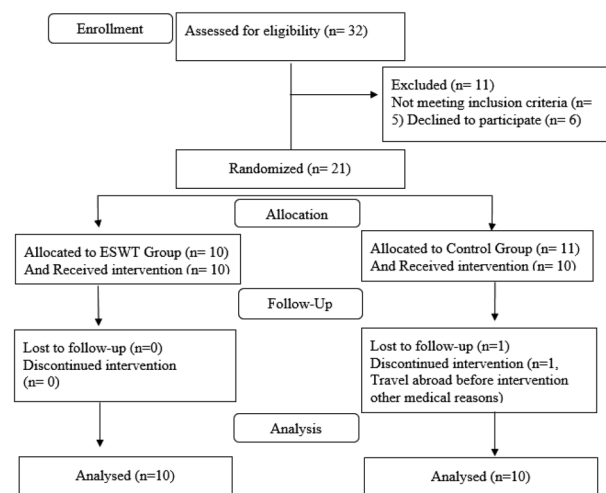 Enrollment
Assessed for eligibility (n= 32)
Excluded (n= 11)
Not meeting inclusion criteria (n=
5) Declined to participate (n= 6)
Randomized (n= 21)
Allocation
Allocated to ESWT Group (n= 10)
And Received intervention (n= 10)
Allocated to Control Group (n= 11)
And Received intervention (n= 10)
Follow-Up
Lost to follow-up (n=0)
Discontinued intervention
(n= 0)
Lost to follow-up (n=1)
Discontinued intervention (n=1,
Travel abroad before intervention
other medical reasons)
Analysis
Analysed (n=10)
Analysed (n=10)